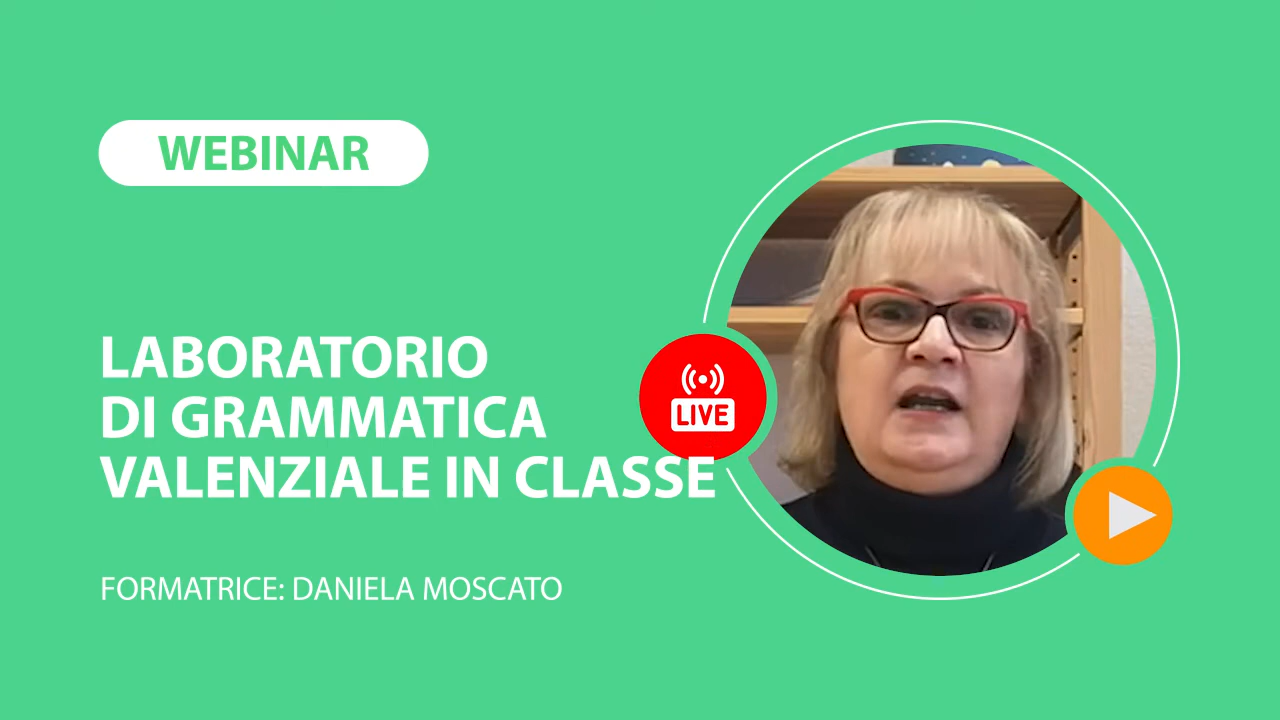 WEBINAR
LABORATORIO
DI GRAMMATICA
VALENZIALE IN CLASSE
LIVE
FORMATRICE: DANIELA MOSCATO